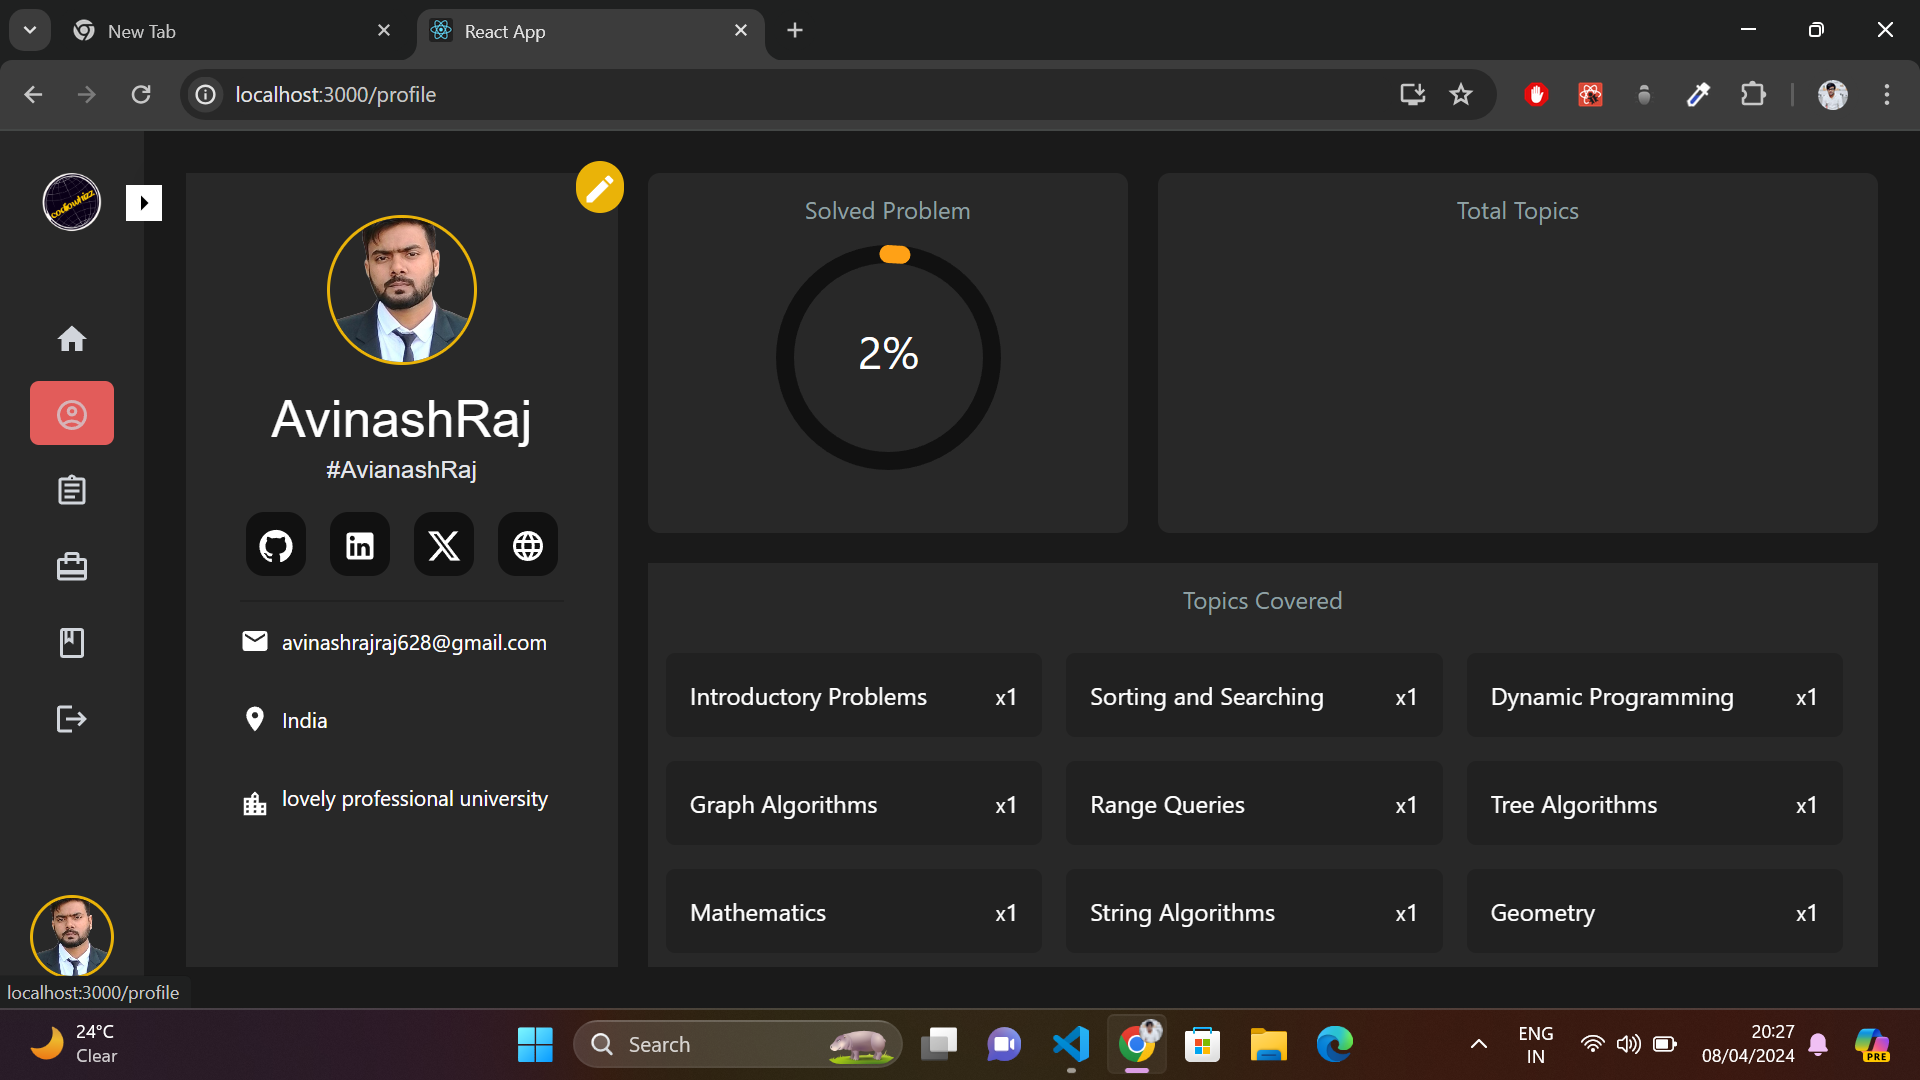 New Tab
React App
localhost:3000/profile
codiowhizz
Solved Problem
2%
Total Topics
AvinashRaj
#AvianashRaj
avinashrajraj628@gmail.com
India
lovely professional university
Topics Covered
Introductory Problems x1
Sorting and Searching x1
Dynamic Programming x1
Graph Algorithms x1
Range Queries x1
Tree Algorithms x1
Mathematics x1
String Algorithms x1
Geometry x1
localhost:3000/profile
24°C
Clear
Search
ENG
IN
20:27
08/04/2024
PRE